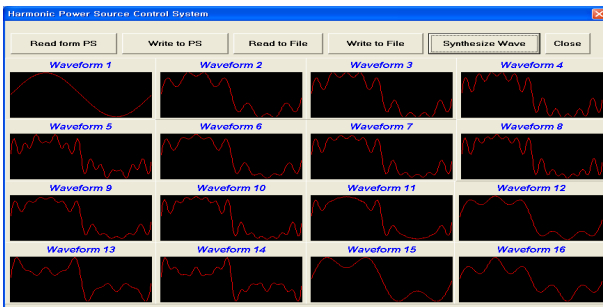 Harmonic Power Source Control System
Read form PS Write to PS Read to File Write to File Synthesize Wave Close
Waveform 1 Waveform 2 Waveform 3 Waveform 4
Waveform 5 Waveform 6 Waveform 7 Waveform 8
Waveform 9 Waveform 10 Waveform 11 Waveform 12
Waveform 13 Waveform 14 Waveform 15 Waveform 16